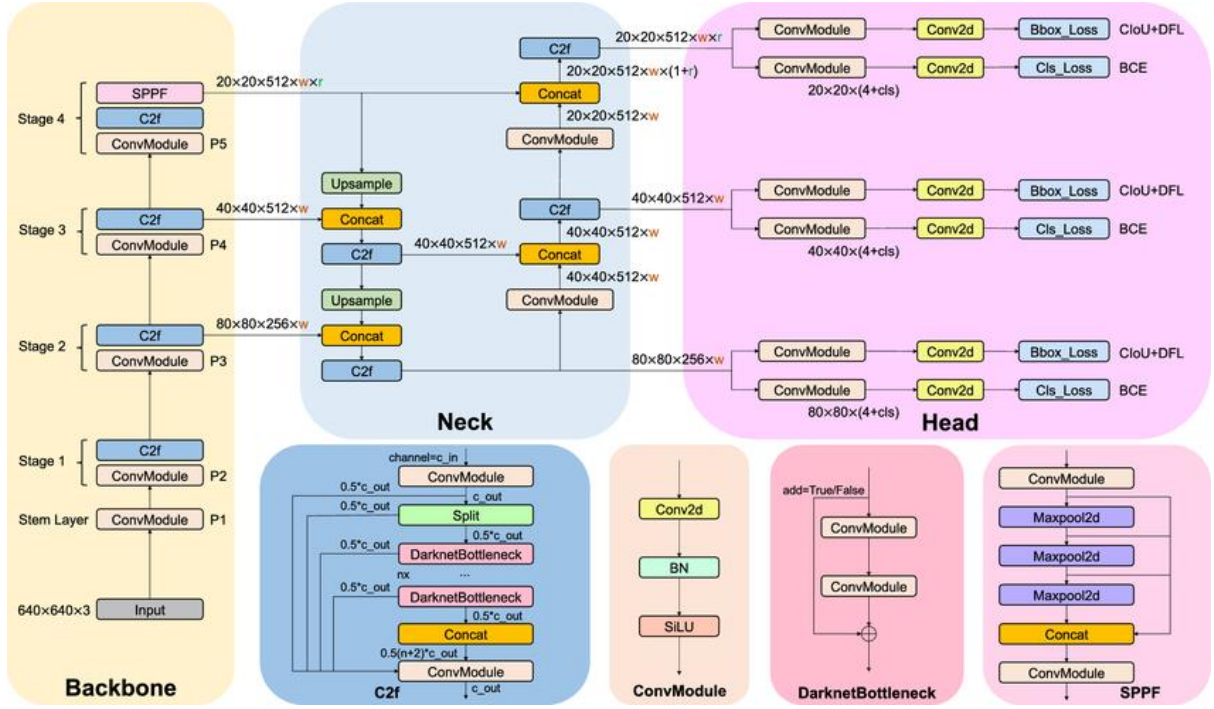 Stage 4
SPPF
C2f
ConvModule
P5
20×20×512×w×r
Stage 3
C2f
ConvModule
P4
40×40×512×w
Stage 2
C2f
ConvModule
P3
80×80×256×w
Stage 1
C2f
ConvModule
P2
Stem Layer
ConvModule
P1
640×640×3
Input
Backbone
Upsample
Concat
C2f
Upsample
Concat
C2f
40×40×512×w
C2f
20×20×512×w×r
20×20×512×w×(1+r)
Concat
20×20×512×w
ConvModule
C2f
40×40×512×w
40×40×512×w
Concat
40×40×512×w
ConvModule
80×80×256×w
Neck
ConvModule
Conv2d
Bbox_Loss
CIoU+DFL
ConvModule
Conv2d
Cls_Loss
BCE
20×20×(4+cls)
ConvModule
Conv2d
Bbox_Loss
CIoU+DFL
ConvModule
Conv2d
Cls_Loss
BCE
40×40×(4+cls)
ConvModule
Conv2d
Bbox_Loss
CIoU+DFL
ConvModule
Conv2d
Cls_Loss
BCE
80×80×(4+cls)
Head
channel=c_in
ConvModule
0.5*c_out
c_out
0.5*c_out
Split
0.5*c_out
0.5*c_out
DarknetBottleneck
nx
...
0.5*c_out
DarknetBottleneck
0.5*c_out
Concat
0.5(n+2)*c_out
ConvModule
C2f
c_out
Conv2d
BN
SiLU
ConvModule
add=True/False
ConvModule
ConvModule
DarknetBottleneck
ConvModule
Maxpool2d
Maxpool2d
Maxpool2d
Concat
ConvModule
SPPF